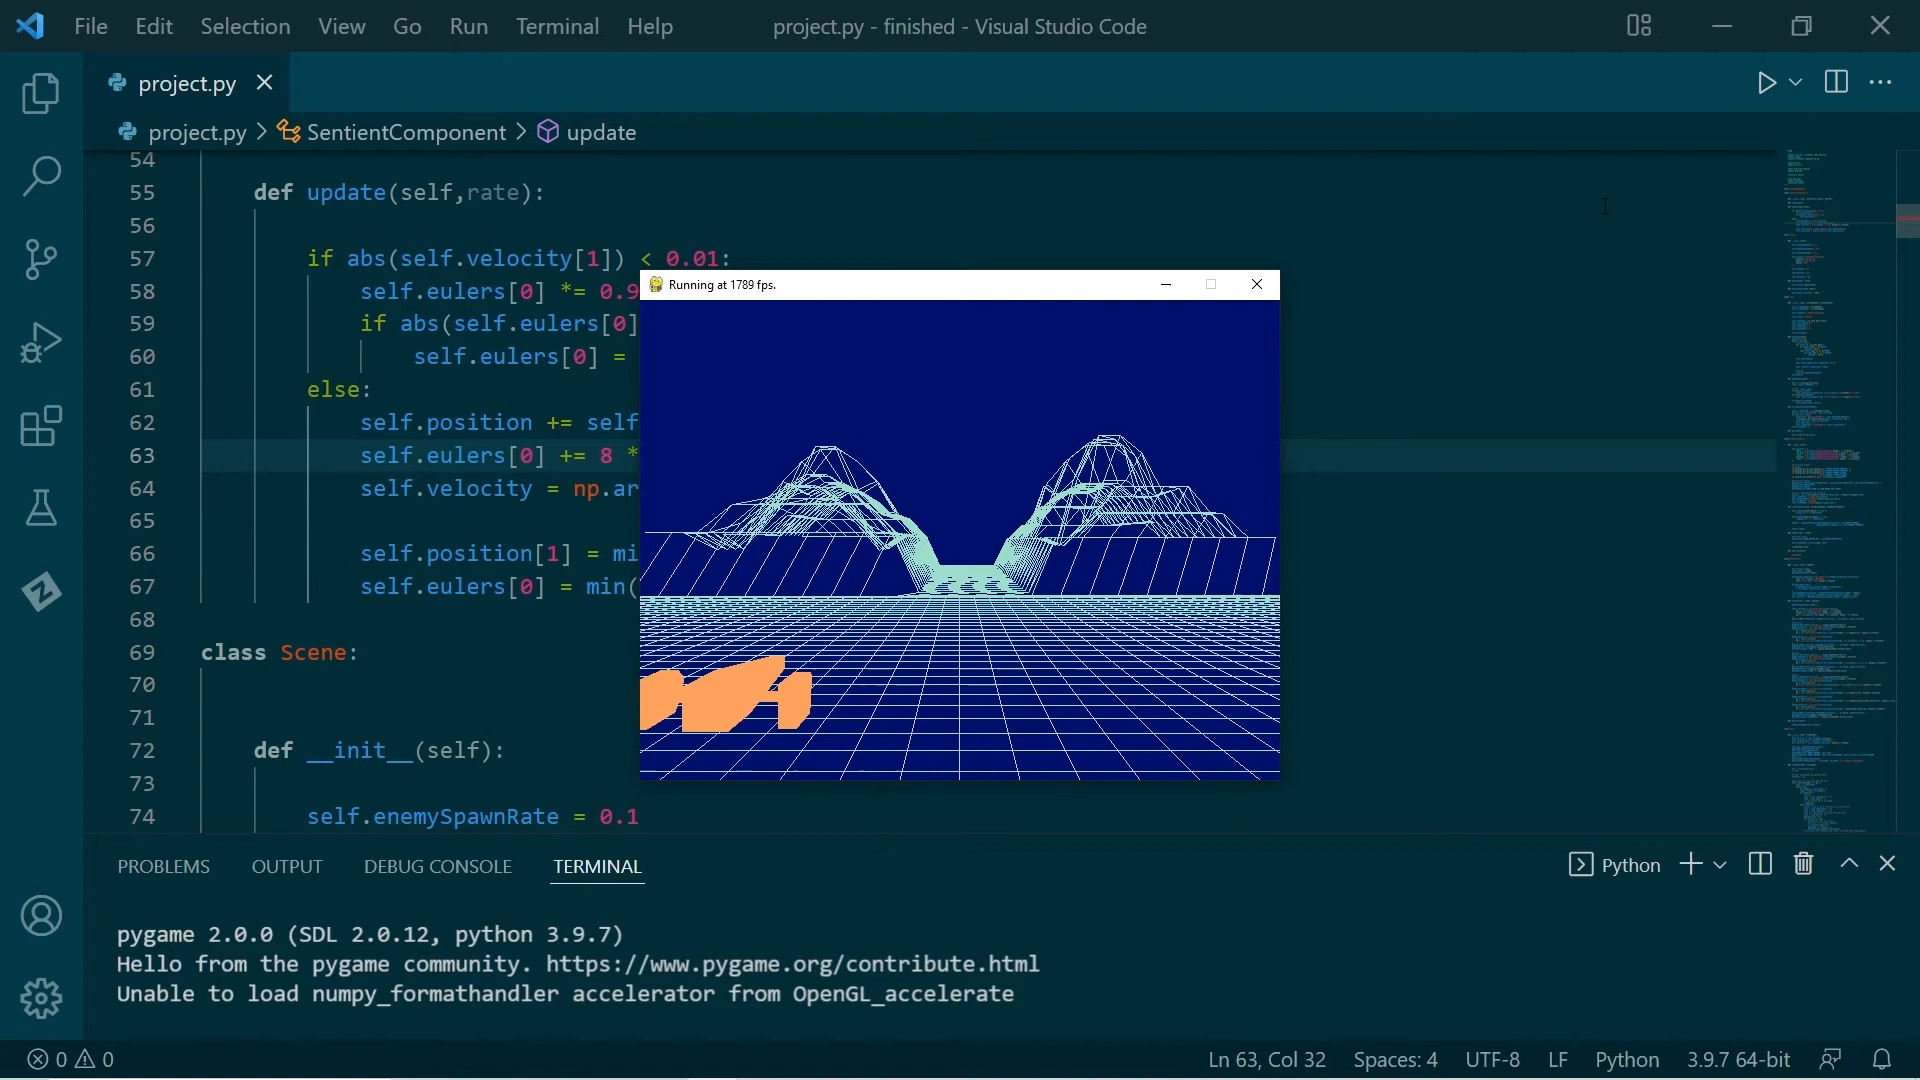 File Edit Selection View Go Run Terminal Help project.py - finished - Visual Studio Code
project.py
project.py > SentientComponent > update
54
55 def update(self,rate):
56
57 if abs(self.velocity[1]) < 0.01:
58 self.eulers[0] *= 0.9
59 if abs(self.eulers[0]
60 self.eulers[0] =
61 else:
62 self.position += self
63 self.eulers[0] += 8 *
64 self.velocity = np.ar
65
66 self.position[1] = mi
67 self.eulers[0] = min(
68
69 class Scene:
70
71
72 def __init__(self):
73
74 self.enemySpawnRate = 0.1
Running at 1789 fps.
PROBLEMS OUTPUT DEBUG CONSOLE TERMINAL Python
pygame 2.0.0 (SDL 2.0.12, python 3.9.7)
Hello from the pygame community. https://www.pygame.org/contribute.html
Unable to load numpy_formathandler accelerator from OpenGL_accelerate
0 0 Ln 63, Col 32 Spaces: 4 UTF-8 LF Python 3.9.7 64-bit